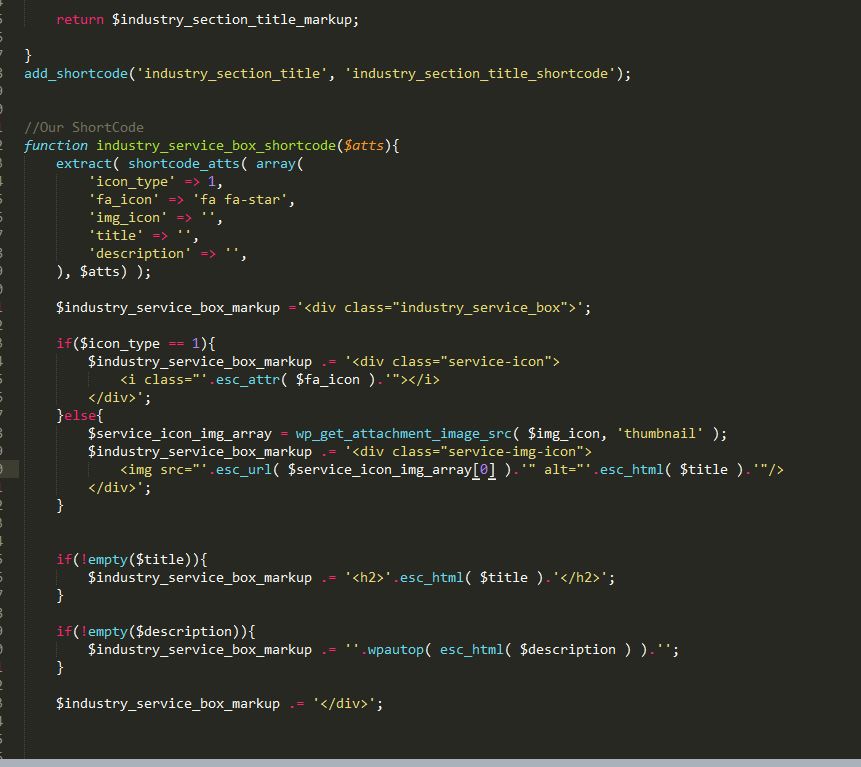 return $industry_section_title_markup;
}
add_shortcode('industry_section_title', 'industry_section_title_shortcode');
//Our ShortCode
function industry_service_box_shortcode($atts){
extract( shortcode_atts( array(
'icon_type' => 1,
'fa_icon' => 'fa fa-star',
'img_icon' => '',
'title' => '',
'description' => '',
), $atts) );
$industry_service_box_markup ='<div class="industry_service_box">';
if($icon_type == 1){
$industry_service_box_markup .= '<div class="service-icon">
<i class="'.esc_attr( $fa_icon ).'"></i>
</div>';
}else{
$service_icon_img_array = wp_get_attachment_image_src( $img_icon, 'thumbnail' );
$industry_service_box_markup .= '<div class="service-img-icon">
<img src="'.esc_url( $service_icon_img_array[0] ).'" alt="'.esc_html( $title ).'"/>
</div>';
}
if(!empty($title)){
$industry_service_box_markup .= '<h2>'.esc_html( $title ).'</h2>';
}
if(!empty($description)){
$industry_service_box_markup .= ''.wpautop( esc_html( $description ) ).'';
}
$industry_service_box_markup .= '</div>';